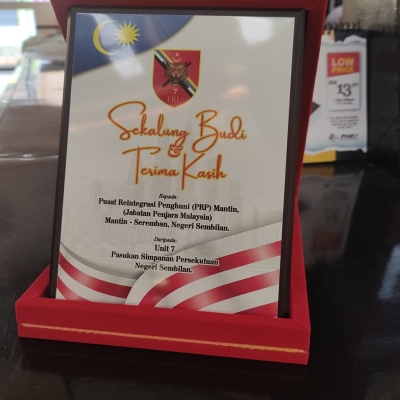 7
FRU
Sekalung Budi
&
Terima Kasih
Kepada:
Pusat Reintegrasi Penghuni (PRP) Mantin,
(Jabatan Penjara Malaysia)
Mantin - Seremban, Negeri Sembilan.
Daripada:
Unit 7
Pasukan Simpanan Persekutuan
Negeri Sembilan.
LOW
PRICE
13